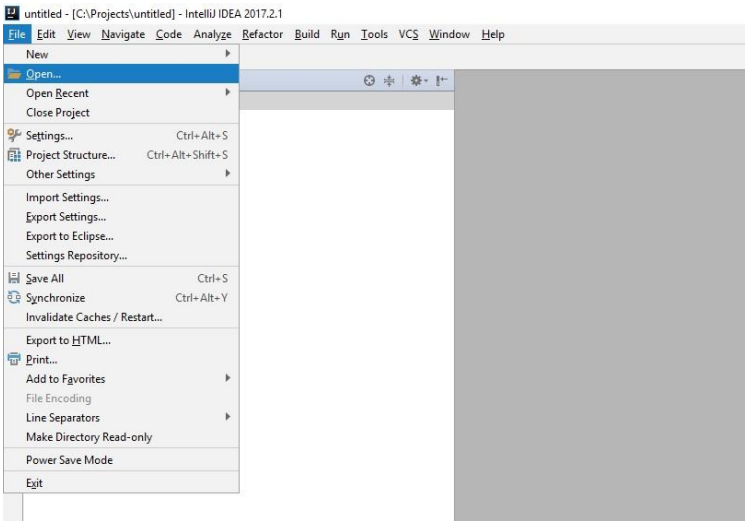 untitled - [C:\Projects\untitled] - IntelliJ IDEA 2017.2.1
File Edit View Navigate Code Analyze Refactor Build Run Tools VCS Window Help
New
Open...
Open Recent
Close Project
Settings... Ctrl+Alt+S
Project Structure... Ctrl+Alt+Shift+S
Other Settings
Import Settings...
Export Settings...
Export to Eclipse...
Settings Repository...
Save All Ctrl+S
Synchronize Ctrl+Alt+Y
Invalidate Caches / Restart...
Export to HTML...
Print...
Add to Favorites
File Encoding
Line Separators
Make Directory Read-only
Power Save Mode
Exit